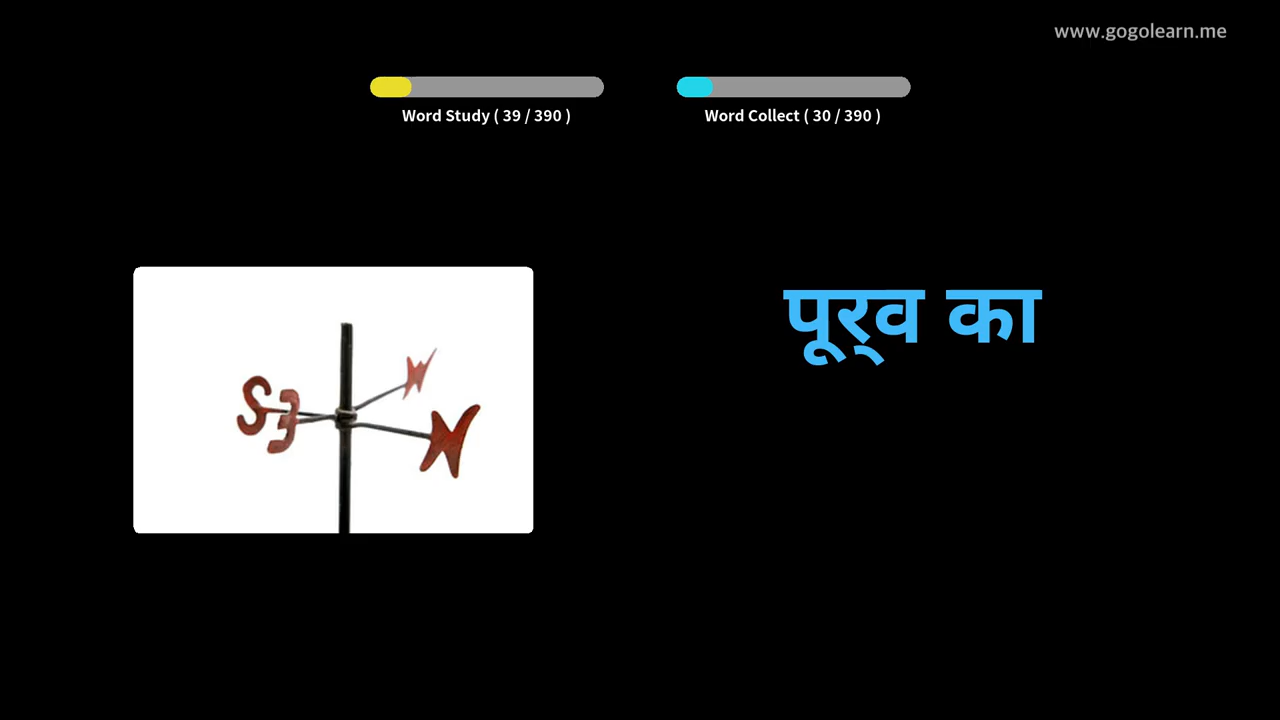 www.gogolearn.me
Word Study ( 39 / 390 )
Word Collect ( 30 / 390 )
S E N W
पूर्‌व का